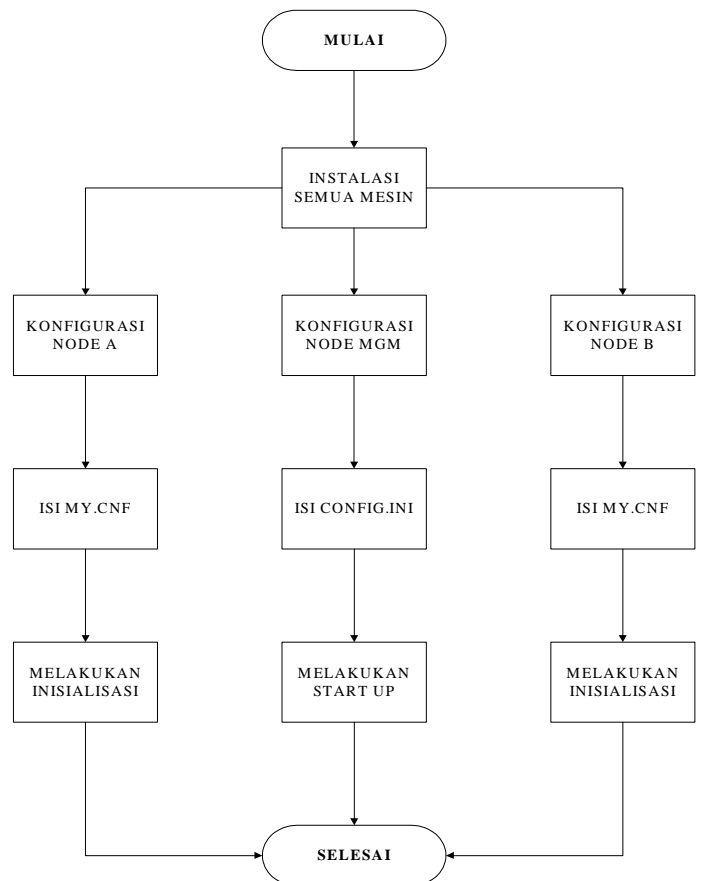 MULAI
INSTALASI
SEMUA MESIN
KONFIGURASI
NODE A
KONFIGURASI
NODE MGM
KONFIGURASI
NODE B
ISI MY.CNF
ISI CONFIG.INI
ISI MY.CNF
MELAKUKAN
INISIALISASI
MELAKUKAN
START UP
MELAKUKAN
INISIALISASI
SELESAI